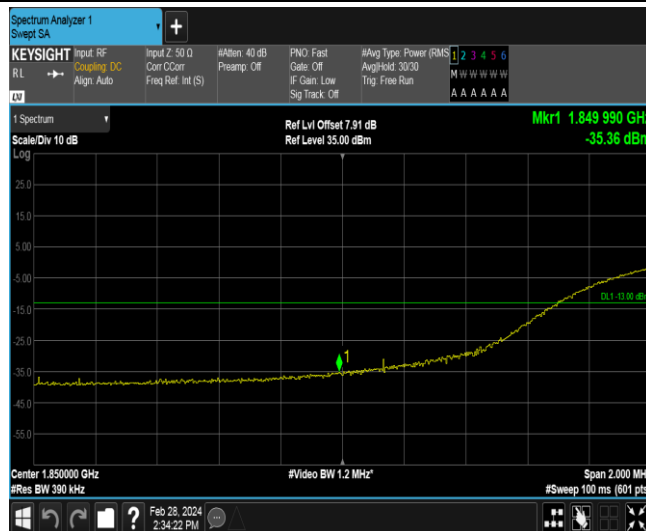 Spectrum Analyzer 1
Swept SA
KEYSIGHT
RL
Input: RF
Coupling: DC
Align: Auto
Input Z: 50 Ω
Corr CCorr
Freq Ref: Int (S)
#Atten: 40 dB
Preamp: Off
PNO: Fast
Gate: Off
IF Gain: Low
Sig Track: Off
#Avg Type: Power (RMS
Avg|Hold: 30/30
Trig: Free Run
1 2 3 4 5 6
M W W W W W
A A A A A A
1 Spectrum
Scale/Div 10 dB
Ref Lvl Offset 7.91 dB
Ref Level 35.00 dBm
Mkr1 1.849 990 GHz
-35.36 dBm
Log
25.0
15.0
5.00
-5.00
-15.0
-25.0
-35.0
-45.0
-55.0
DL1 -13.00 dBm
1
Center 1.850000 GHz
#Res BW 390 kHz
#Video BW 1.2 MHz*
Span 2.000 MH
#Sweep 100 ms (601 pts
Feb 28, 2024
2:34:22 PM